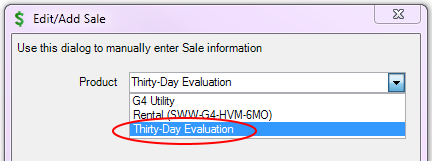 Edit/Add Sale
Use this dialog to manually enter Sale information
Product Thirty-Day Evaluation
G4 Utility
Rental (SWW-G4-HVM-6MO)
Thirty-Day Evaluation